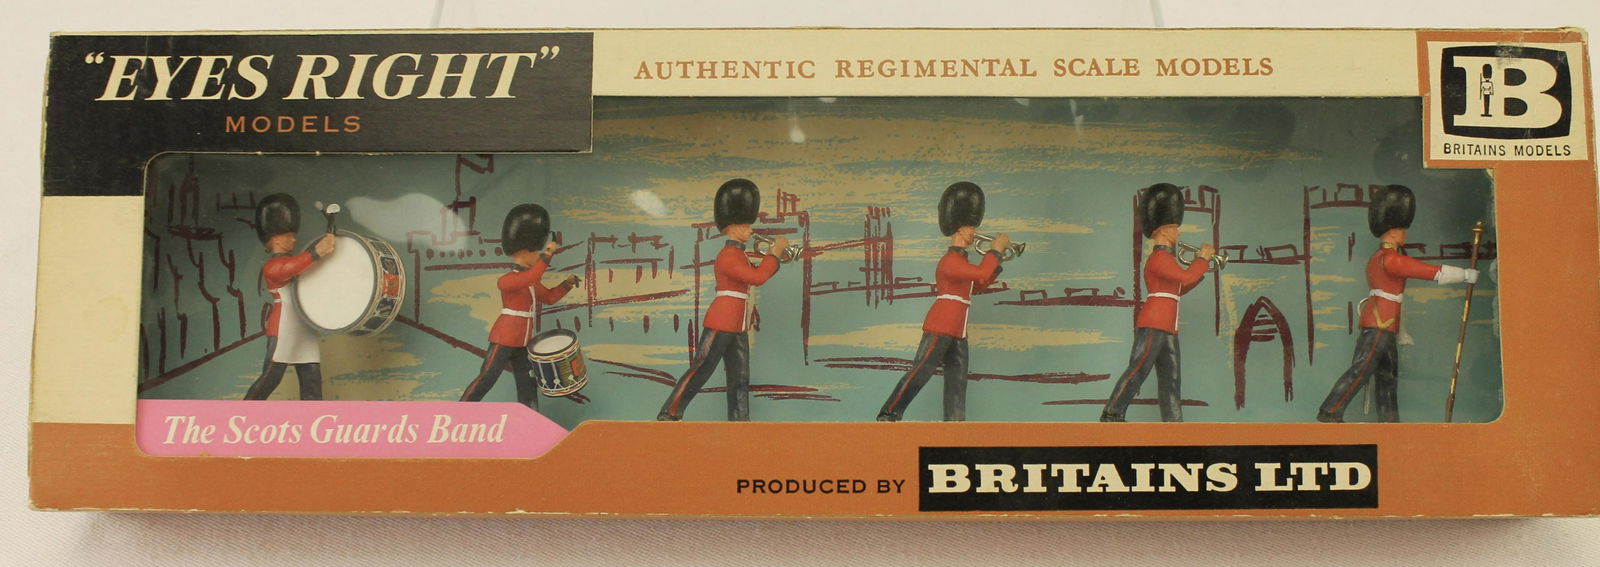 "EYES RIGHT"
MODELS
AUTHENTIC REGIMENTAL SCALE MODELS
B
BRITAINS MODELS
The Scots Guards Band
PRODUCED BY BRITAINS LTD